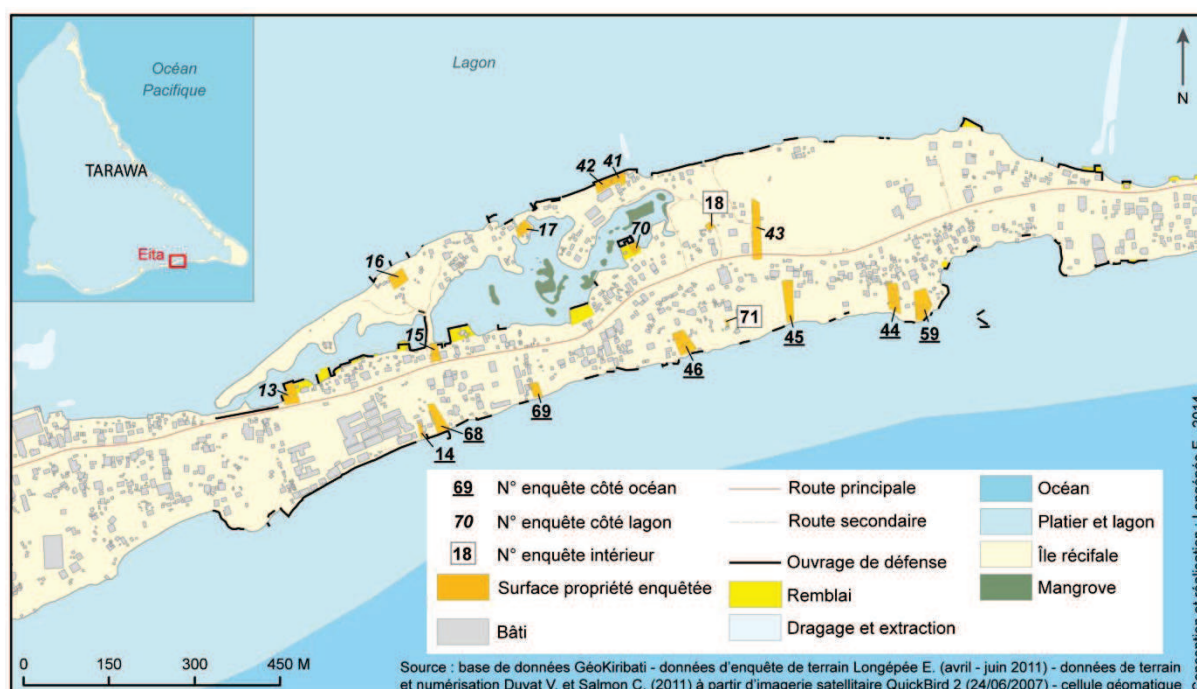 Océan
Pacifique
TARAWA
Eita
Lagon
N
42
41
17
70
18
43
16
15
13
71
45
44
59
46
69
68
14
69 N° enquête côté océan
70 N° enquête côté lagon
18 N° enquête intérieur
Surface propriété enquêtée
Bâti
Route principale
Route secondaire
Ouvrage de défense
Remblai
Dragage et extraction
Océan
Platier et lagon
Île récifale
Mangrove
0 150 300 450 M
Source : base de données GéoKiribati - données d'enquête de terrain Longépée E. (avril - juin 2011) - données de terrain
et numérisation Duvat V. et Salmon C. (2011) à partir d'imagerie satellitaire QuickBird 2 (24/06/2007) - cellule géomatique
et réalisation : Longépée E., 2014